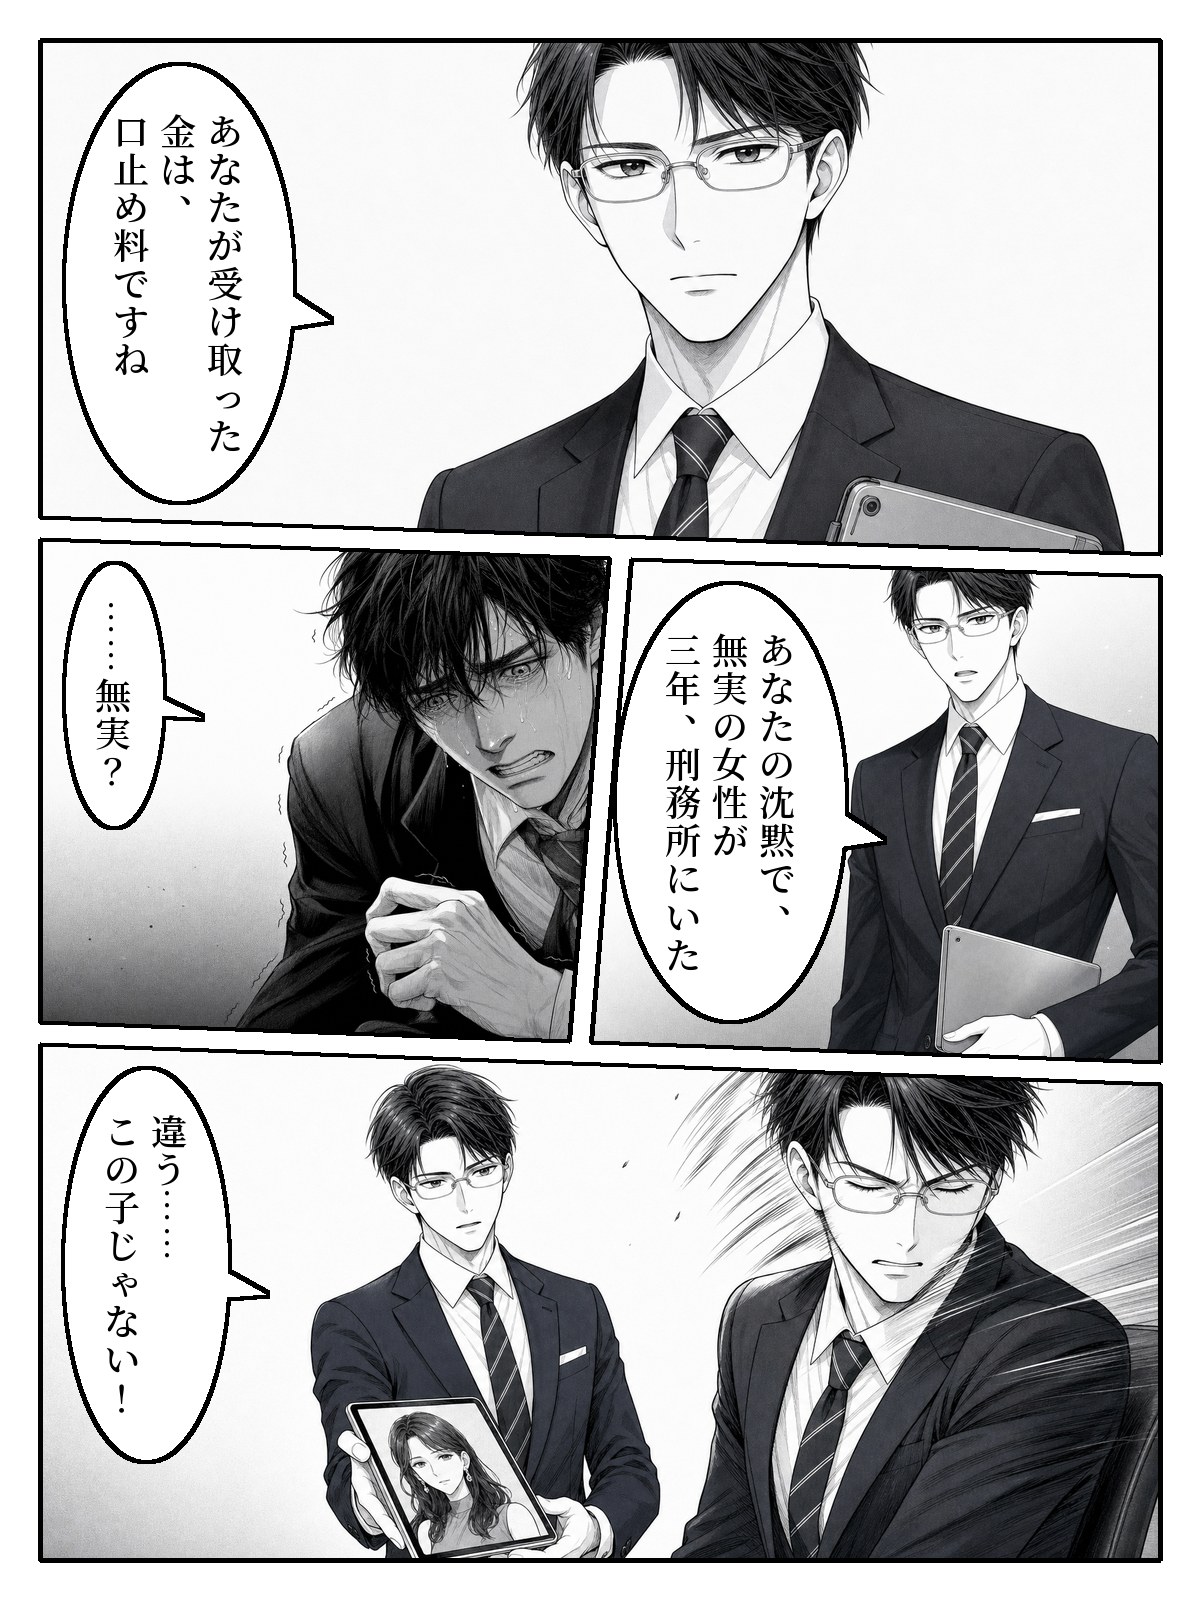 あなたが受け取った
金は、
口止め料ですね
あなたの沈黙で、
無実の女性が
三年、刑務所にいた
……無実？
違う……
この子じゃない！